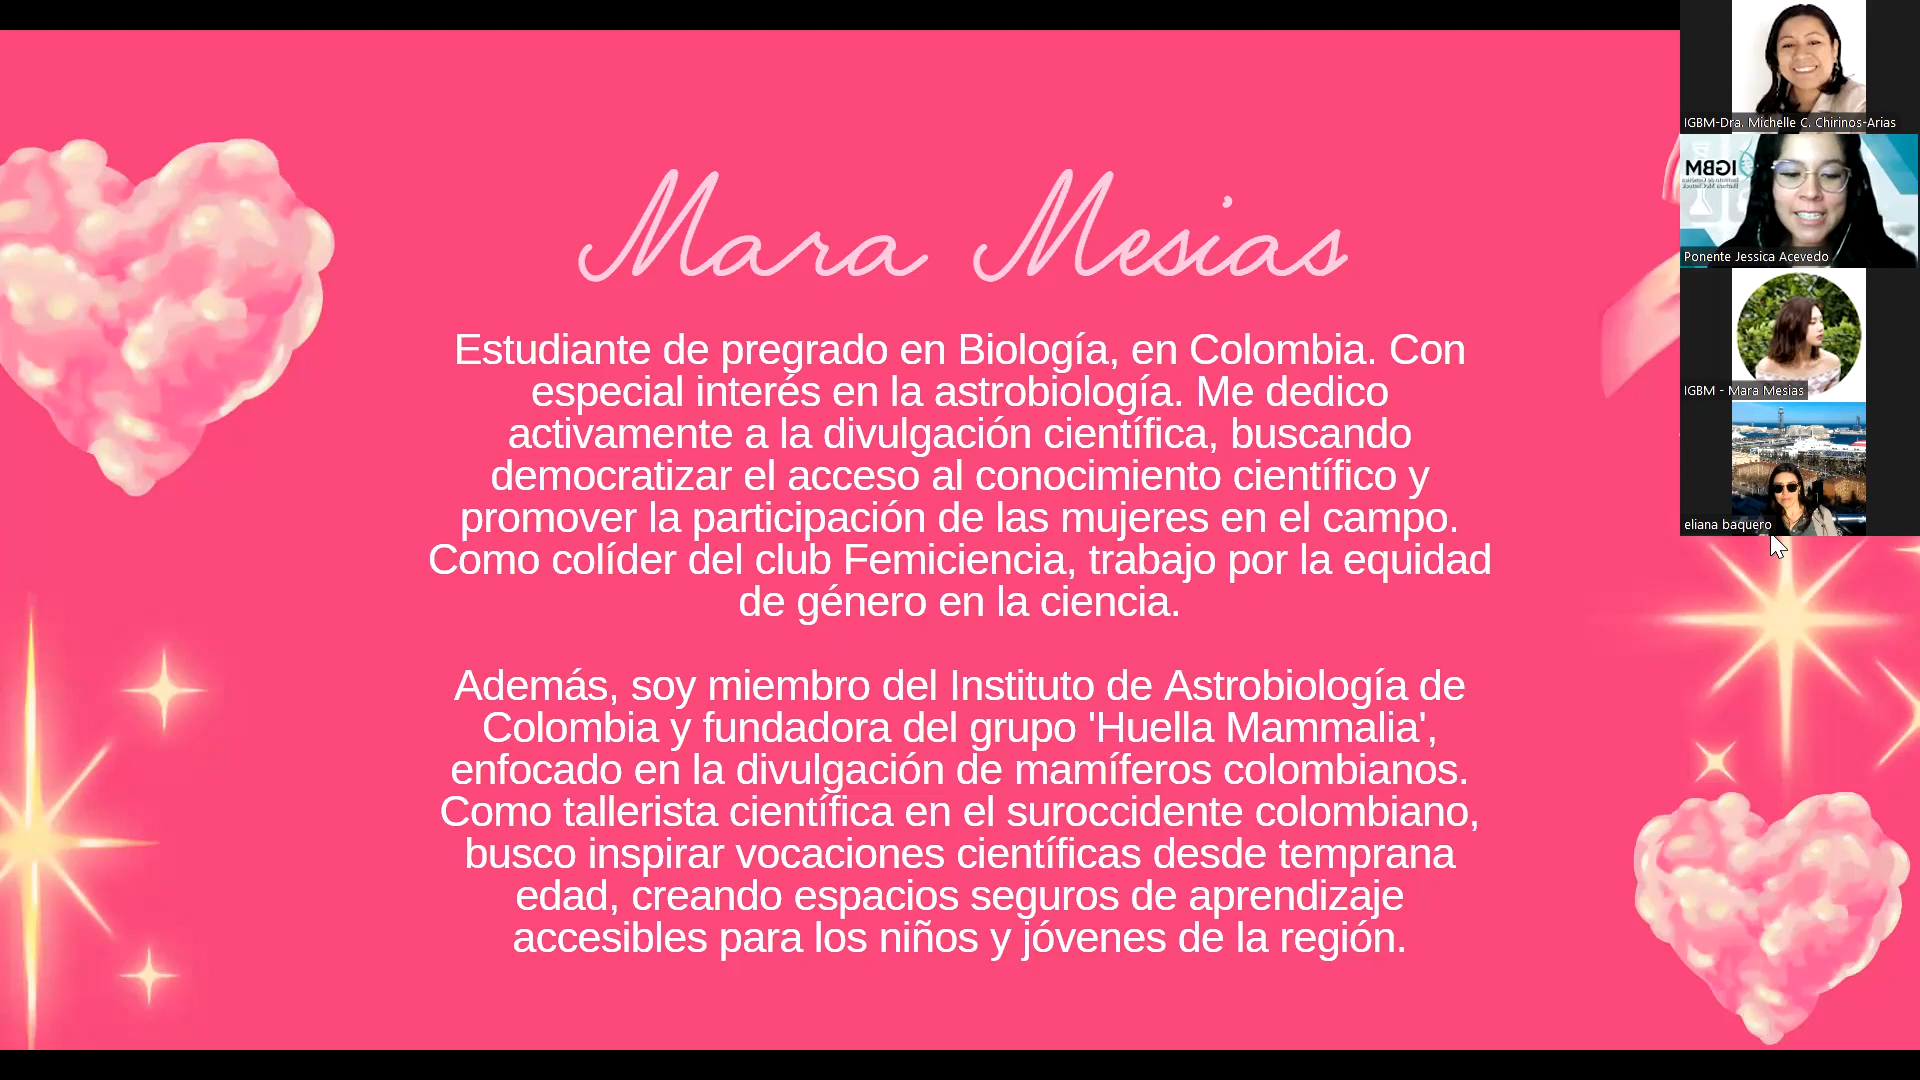 Mara Mesias
Estudiante de pregrado en Biología, en Colombia. Con
especial interés en la astrobiología. Me dedico
activamente a la divulgación científica, buscando
democratizar el acceso al conocimiento científico y
promover la participación de las mujeres en el campo.
Como colíder del club Femiciencia, trabajo por la equidad
de género en la ciencia.
Además, soy miembro del Instituto de Astrobiología de
Colombia y fundadora del grupo 'Huella Mammalia',
enfocado en la divulgación de mamíferos colombianos.
Como tallerista científica en el suroccidente colombiano,
busco inspirar vocaciones científicas desde temprana
edad, creando espacios seguros de aprendizaje
accesibles para los niños y jóvenes de la región.
IGBM-Dra. Michelle C. Chirinos-Arias
IGBM
Ponente Jessica Acevedo
IGBM - Mara Mesias
eliana baquero